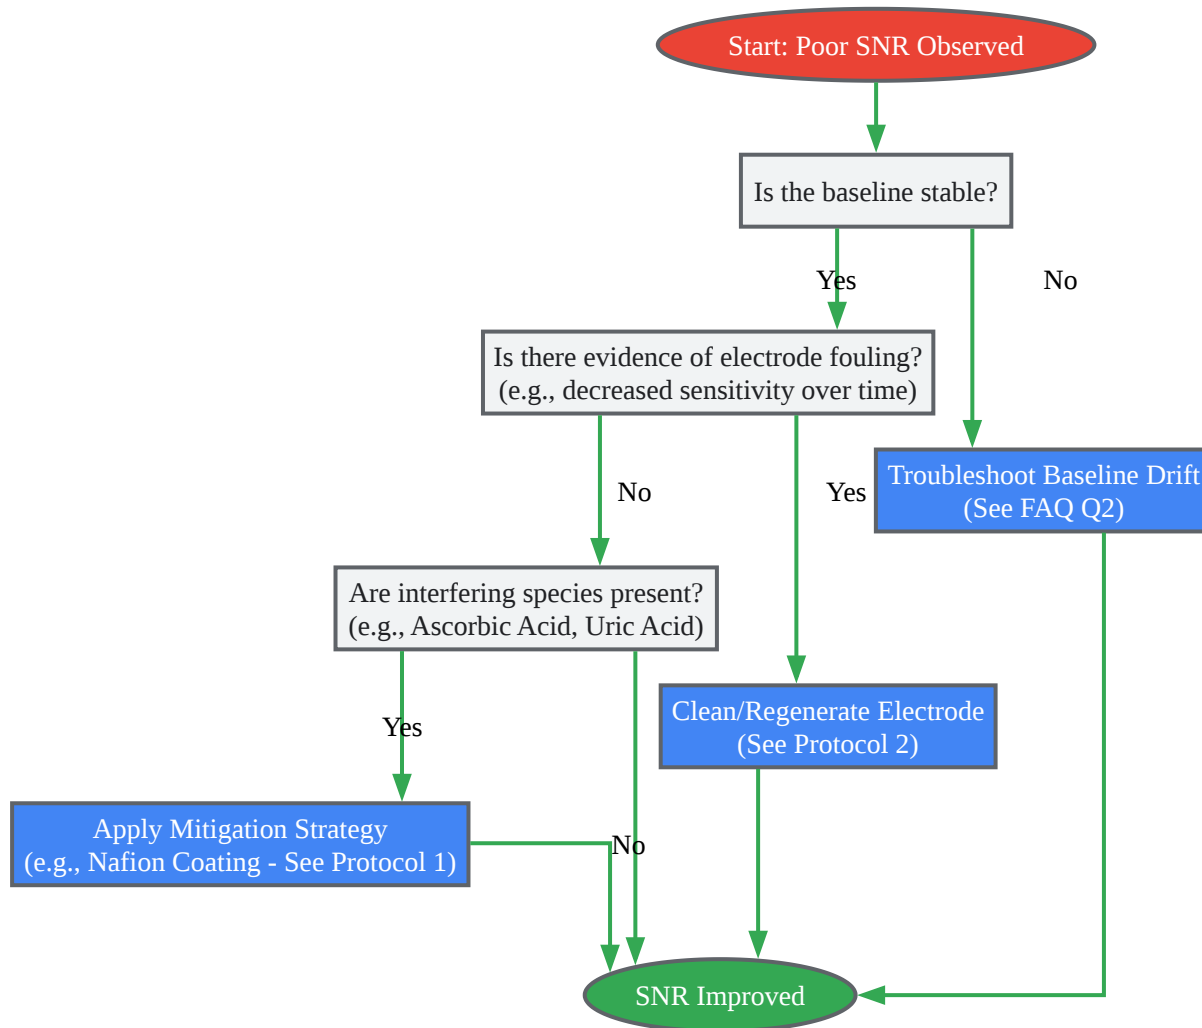 Start: Poor SNR Observed
Is the baseline stable?
Yes
No
Is there evidence of electrode fouling?
(e.g., decreased sensitivity over time)
Troubleshoot Baseline Drift
(See FAQ Q2)
No
Yes
Are interfering species present?
(e.g., Ascorbic Acid, Uric Acid)
Clean/Regenerate Electrode
(See Protocol 2)
Yes
Apply Mitigation Strategy
(e.g., Nafion Coating - See Protocol 1)
No
SNR Improved